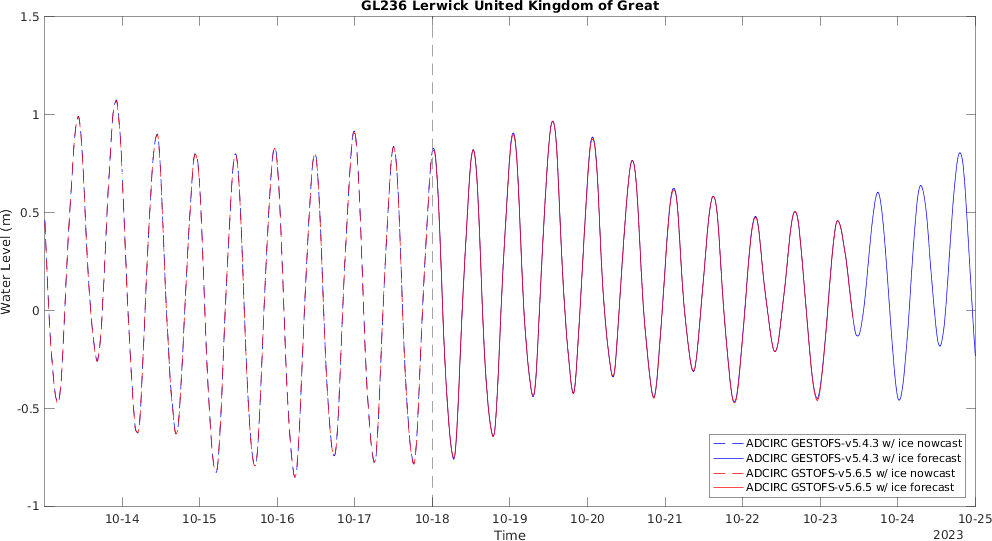 GL236 Lerwick United Kingdom of Great
1.5
1
0.5
0
-0.5
-1
Water Level (m)
ADCIRC GESTOFS-v5.4.3 w/ ice nowcast
ADCIRC GESTOFS-v5.4.3 w/ ice forecast
ADCIRC GSTOFS-v5.6.5 w/ ice nowcast
ADCIRC GSTOFS-v5.6.5 w/ ice forecast
10-14 10-15 10-16 10-17 10-18 10-19 10-20 10-21 10-22 10-23 10-24 10-25
Time
2023